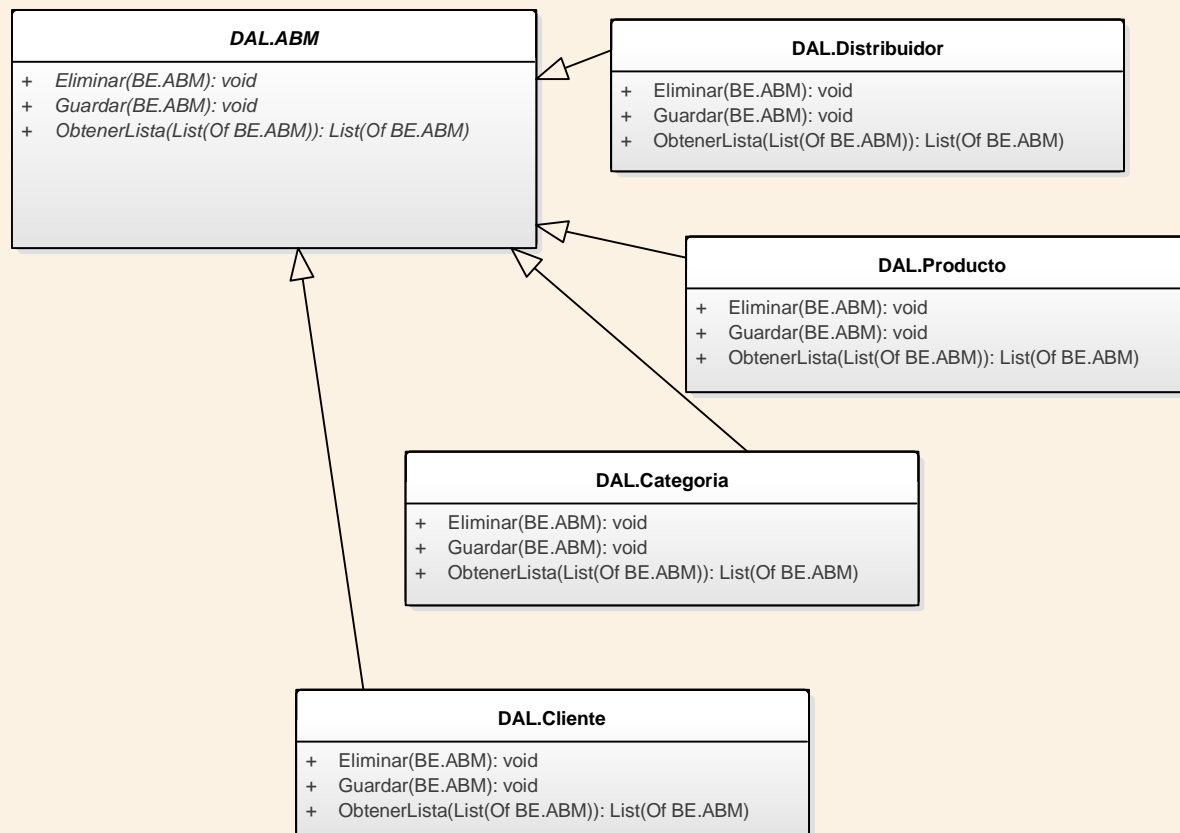 DAL.ABM
+ Eliminar(BE.ABM): void
+ Guardar(BE.ABM): void
+ ObtenerLista(List(Of BE.ABM)): List(Of BE.ABM)
DAL.Distribuidor
+ Eliminar(BE.ABM): void
+ Guardar(BE.ABM): void
+ ObtenerLista(List(Of BE.ABM)): List(Of BE.ABM)
DAL.Producto
+ Eliminar(BE.ABM): void
+ Guardar(BE.ABM): void
+ ObtenerLista(List(Of BE.ABM)): List(Of BE.ABM)
DAL.Categoria
+ Eliminar(BE.ABM): void
+ Guardar(BE.ABM): void
+ ObtenerLista(List(Of BE.ABM)): List(Of BE.ABM)
DAL.Cliente
+ Eliminar(BE.ABM): void
+ Guardar(BE.ABM): void
+ ObtenerLista(List(Of BE.ABM)): List(Of BE.ABM)